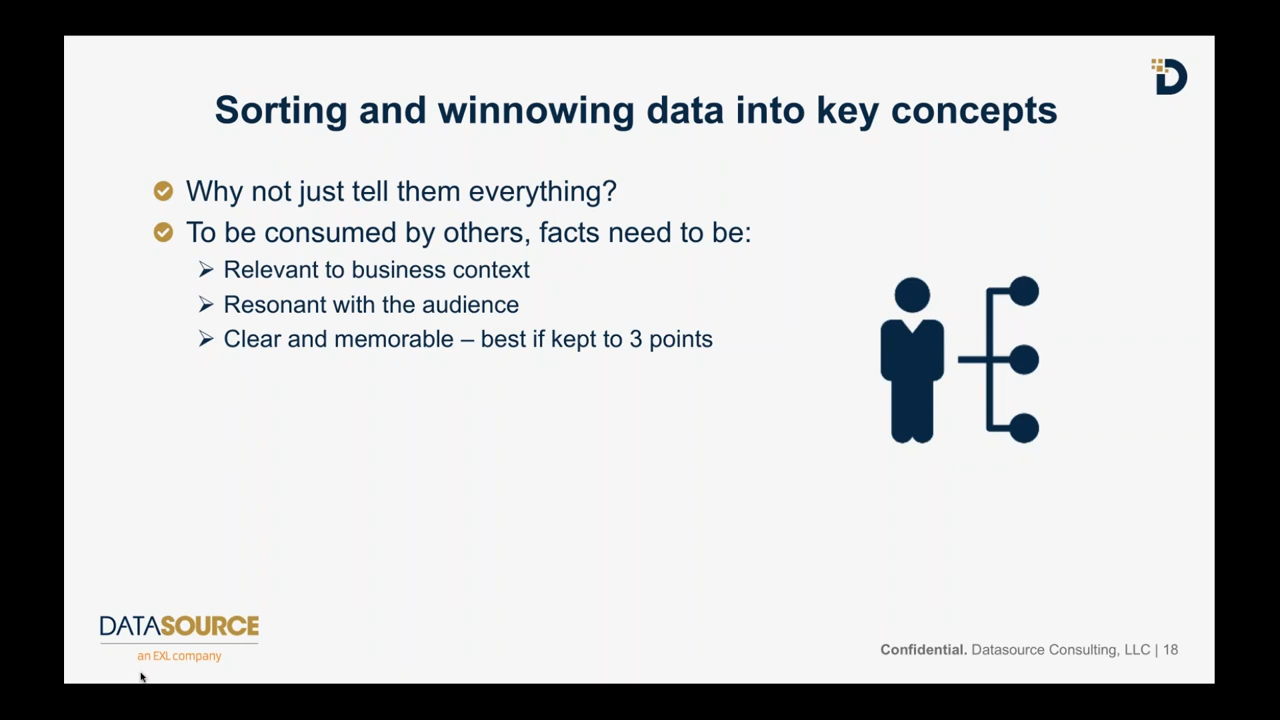 Sorting and winnowing data into key concepts
Why not just tell them everything?
To be consumed by others, facts need to be:
Relevant to business context
Resonant with the audience
Clear and memorable – best if kept to 3 points
DATASOURCE
an EXL company
Confidential. Datasource Consulting, LLC | 18